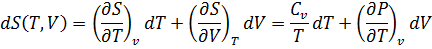 dS(T, V) = (∂S/∂T)_v dT + (∂S/∂V)_T dV = C_v/T dT + (∂P/∂T)_v dV